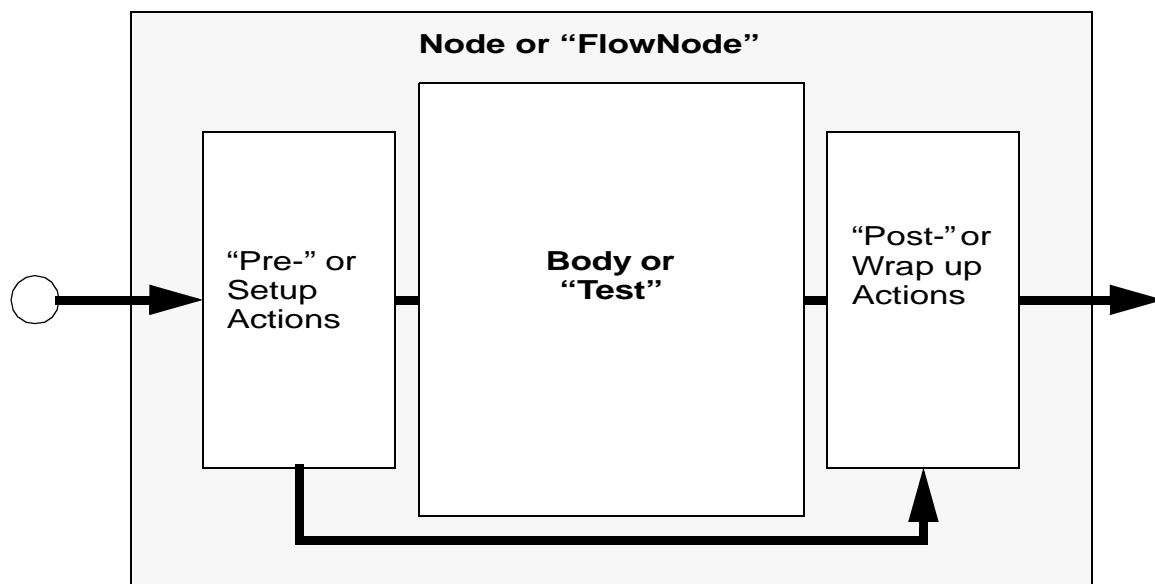 Node or “FlowNode”
“Pre-” or
Setup
Actions
Body or
“Test”
“Post-” or
Wrap up
Actions